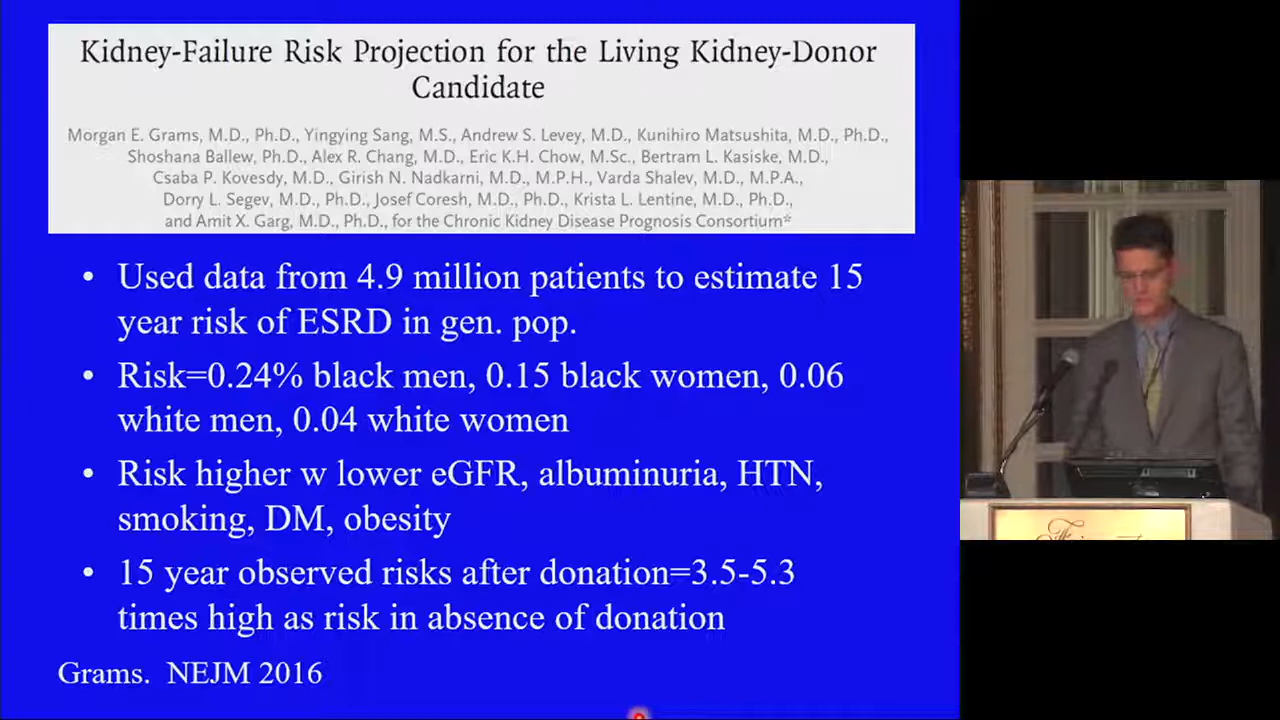 Kidney-Failure Risk Projection for the Living Kidney-Donor
Candidate
Morgan E. Grams, M.D., Ph.D., Yingying Sang, M.S., Andrew S. Levey, M.D., Kunihiro Matsushita, M.D., Ph.D.,
Shoshana Ballew, Ph.D., Alex R. Chang, M.D., Eric K.H. Chow, M.Sc., Bertram L. Kasiske, M.D.,
Csaba P. Kovesdy, M.D., Girish N. Nadkarni, M.D., M.P.H., Varda Shalev, M.D., M.P.A.,
Dorry L. Segev, M.D., Ph.D., Josef Coresh, M.D., Ph.D., Krista L. Lentine, M.D., Ph.D.,
and Amit X. Garg, M.D., Ph.D., for the Chronic Kidney Disease Prognosis Consortium*
• Used data from 4.9 million patients to estimate 15
year risk of ESRD in gen. pop.
• Risk=0.24% black men, 0.15 black women, 0.06
white men, 0.04 white women
• Risk higher w lower eGFR, albuminuria, HTN,
smoking, DM, obesity
• 15 year observed risks after donation=3.5-5.3
times high as risk in absence of donation
Grams. NEJM 2016